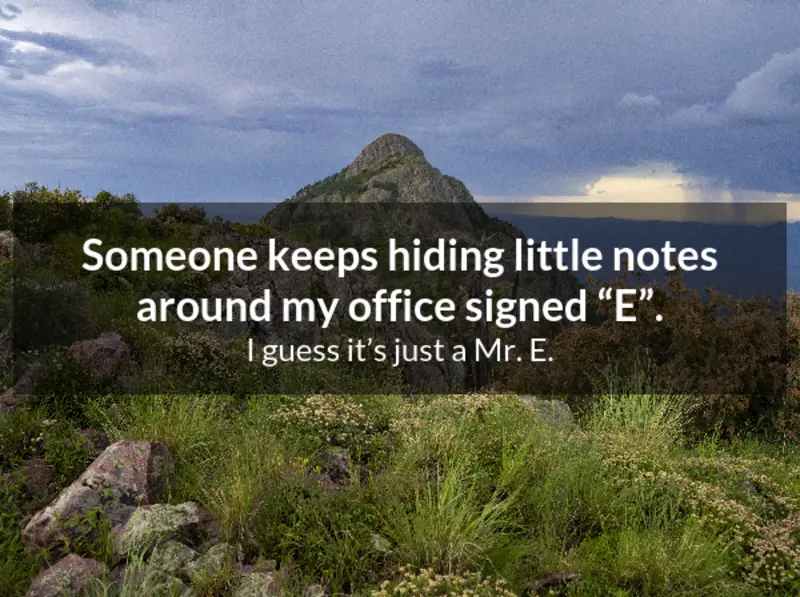 Someone keeps hiding little notes
around my office signed “E”.
I guess it’s just a Mr. E.